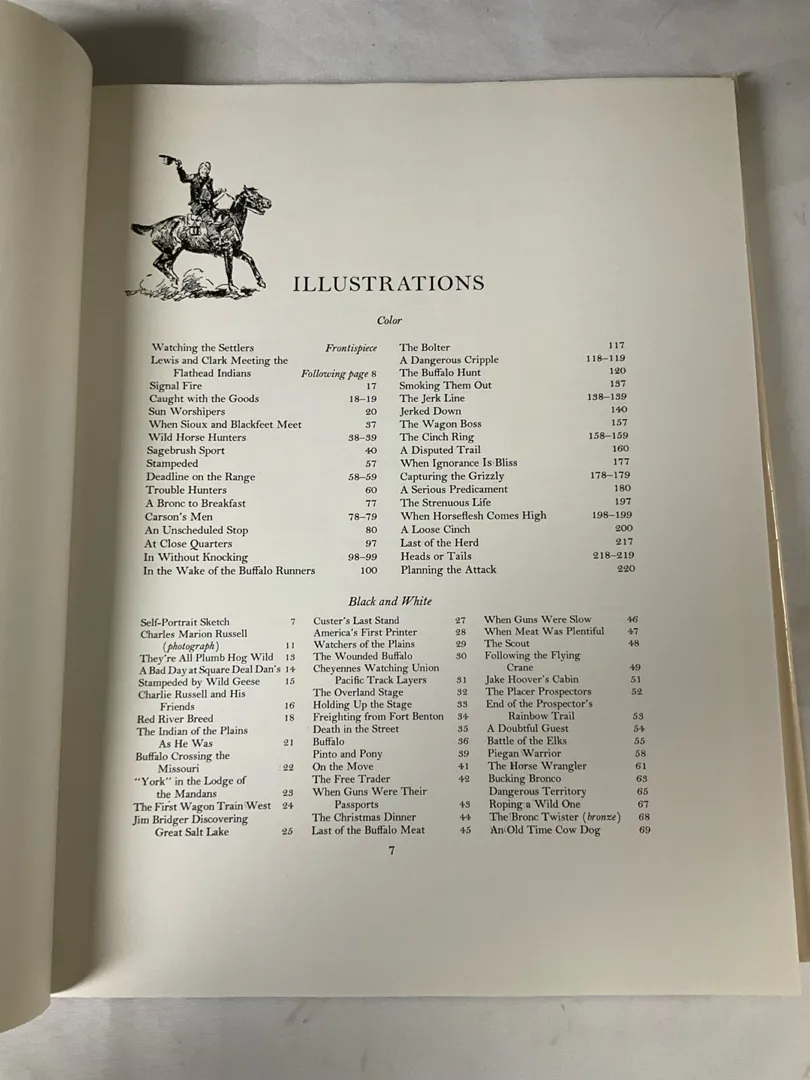 ILLUSTRATIONS
Color
Watching the Settlers Frontispiece
Lewis and Clark Meeting the
Flathead Indians Following page 8
Signal Fire 17
Caught with the Goods 18–19
Sun Worshipers 20
When Sioux and Blackfeet Meet 37
Wild Horse Hunters 38–39
Sagebrush Sport 40
Stampeded 57
Deadline on the Range 58–59
Trouble Hunters 60
A Bronc to Breakfast 77
Carson's Men 78–79
An Unscheduled Stop 80
At Close Quarters 97
In Without Knocking 98–99
In the Wake of the Buffalo Runners 100
The Bolter 117
A Dangerous Cripple 118–119
The Buffalo Hunt 120
Smoking Them Out 137
The Jerk Line 138–139
Jerked Down 140
The Wagon Boss 157
The Cinch Ring 158–159
A Disputed Trail 160
When Ignorance Is Bliss 177
Capturing the Grizzly 178–179
A Serious Predicament 180
The Strenuous Life 197
When Horseflesh Comes High 198–199
A Loose Cinch 200
Last of the Herd 217
Heads or Tails 218–219
Planning the Attack 220
Black and White
Self-Portrait Sketch 7
Charles Marion Russell
(photograph) 11
They're All Plumb Hog Wild 13
A Bad Day at Square Deal Dan's 14
Stampeded by Wild Geese 15
Charlie Russell and His
Friends 16
Red River Breed 18
The Indian of the Plains
As He Was 21
Buffalo Crossing the
Missouri 22
"York" in the Lodge of
the Mandans 23
The First Wagon Train West 24
Jim Bridger Discovering
Great Salt Lake 25
Custer's Last Stand 27
America's First Printer 28
Watchers of the Plains 29
The Wounded Buffalo 30
Cheyennes Watching Union
Pacific Track Layers 31
The Overland Stage 32
Holding Up the Stage 33
Freighting from Fort Benton 34
Death in the Street 35
Buffalo 36
Pinto and Pony 39
On the Move 41
The Free Trader 42
When Guns Were Their
Passports 43
The Christmas Dinner 44
Last of the Buffalo Meat 45
When Guns Were Slow 46
When Meat Was Plentiful 47
The Scout 48
Following the Flying
Crane 49
Jake Hoover's Cabin 51
The Placer Prospectors 52
End of the Prospector's
Rainbow Trail 53
A Doubtful Guest 54
Battle of the Elks 55
Piegan Warrior 58
The Horse Wrangler 61
Bucking Bronco 63
Dangerous Territory 65
Roping a Wild One 67
The Bronc Twister (bronze) 68
An Old Time Cow Dog 69
7